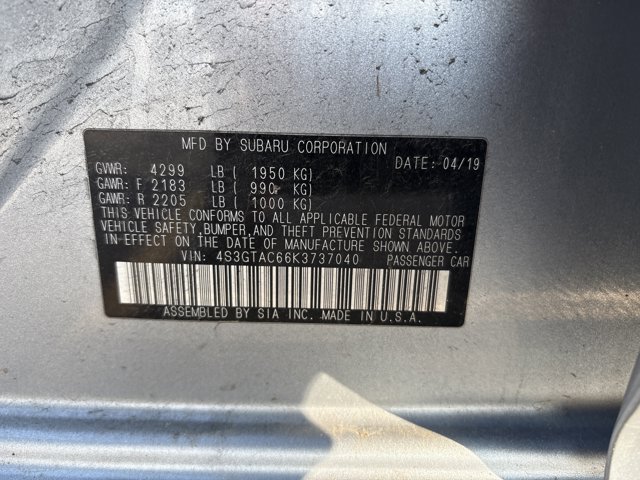 MFD BY SUBARU CORPORATION
DATE: 04/19
GVWR: 4299 LB ( 1950 KG)
GAWR: F 2183 LB ( 990 KG)
GAWR: R 2205 LB ( 1000 KG)
THIS VEHICLE CONFORMS TO ALL APPLICABLE FEDERAL MOTOR
VEHICLE SAFETY, BUMPER, AND THEFT PREVENTION STANDARDS
IN EFFECT ON THE DATE OF MANUFACTURE SHOWN ABOVE.
VIN: 4S3GTAC66K3737040 PASSENGER CAR
ASSEMBLED BY SIA INC. MADE IN U.S.A.